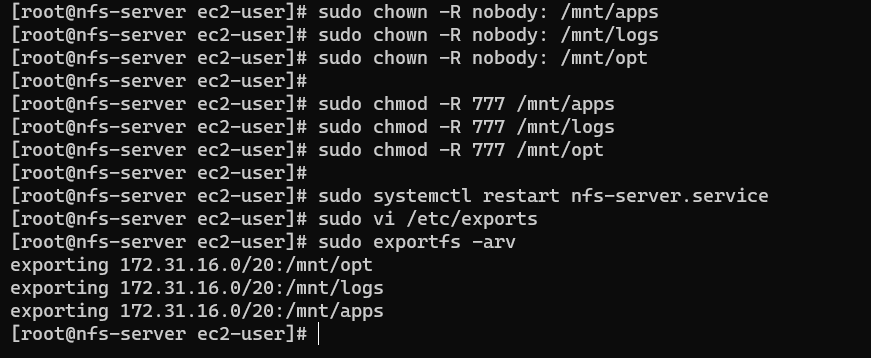 [root@nfs-server ec2-user]# sudo chown -R nobody: /mnt/apps
[root@nfs-server ec2-user]# sudo chown -R nobody: /mnt/logs
[root@nfs-server ec2-user]# sudo chown -R nobody: /mnt/opt
[root@nfs-server ec2-user]#
[root@nfs-server ec2-user]# sudo chmod -R 777 /mnt/apps
[root@nfs-server ec2-user]# sudo chmod -R 777 /mnt/logs
[root@nfs-server ec2-user]# sudo chmod -R 777 /mnt/opt
[root@nfs-server ec2-user]#
[root@nfs-server ec2-user]# sudo systemctl restart nfs-server.service
[root@nfs-server ec2-user]# sudo vi /etc/exports
[root@nfs-server ec2-user]# sudo exportfs -arv
exporting 172.31.16.0/20:/mnt/opt
exporting 172.31.16.0/20:/mnt/logs
exporting 172.31.16.0/20:/mnt/apps
[root@nfs-server ec2-user]#